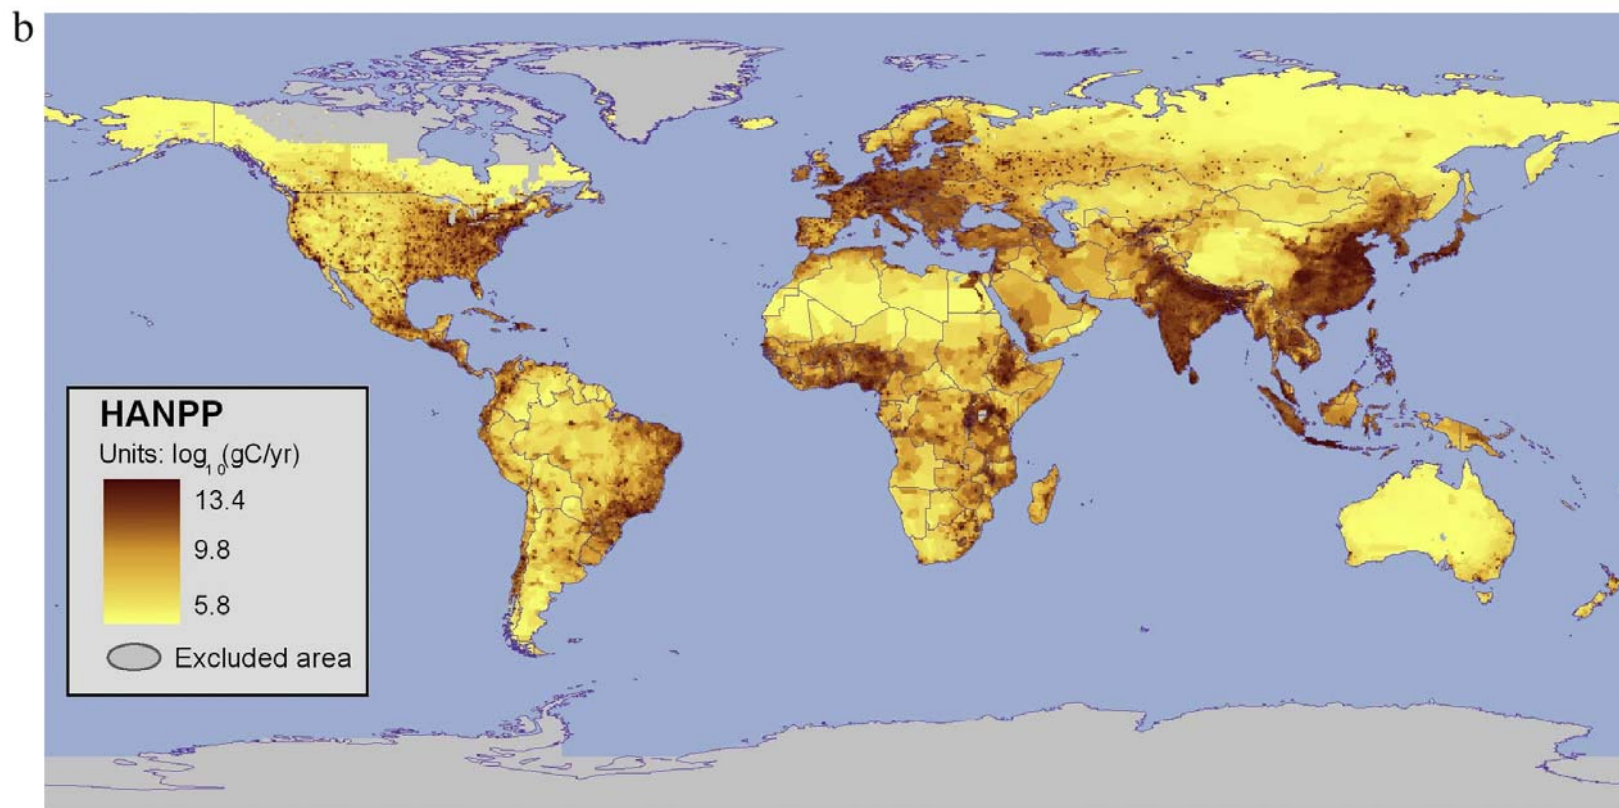 b
HANPP
Units: log₁₀(gC/yr)
13.4
9.8
5.8
Excluded area